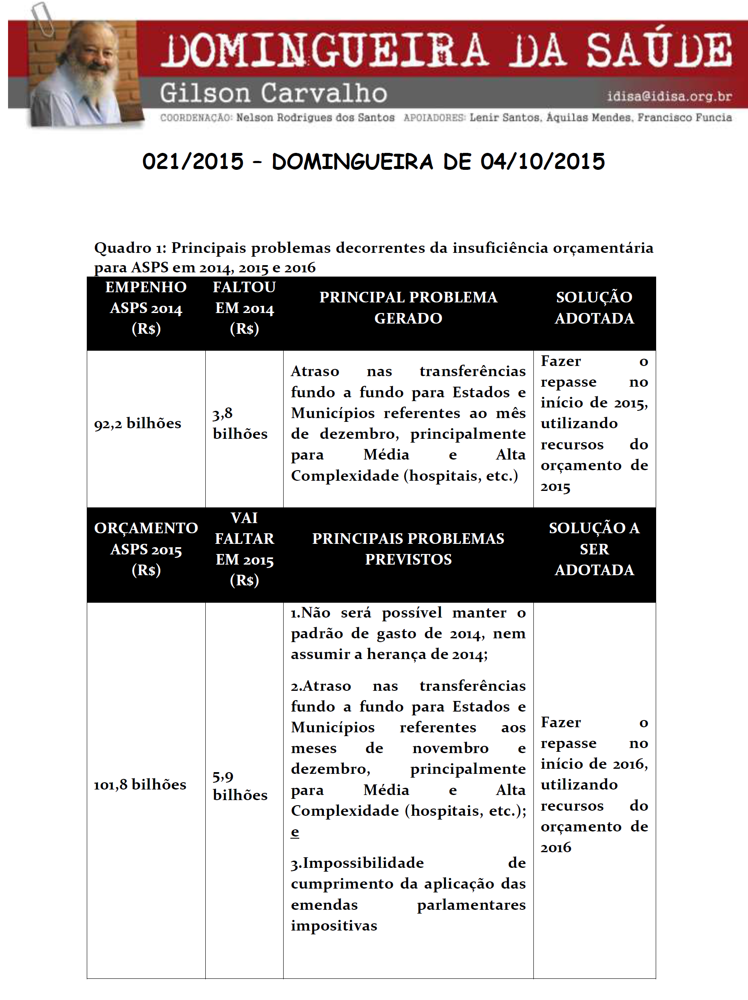 DOMINGUEIRA DA SAÚDE
Gilson Carvalho
idisa@idisa.org.br
COORDENAÇÃO: Nelson Rodrigues dos Santos APOIADORES: Lenir Santos, Áquilas Mendes, Francisco Funcia
021/2015 – DOMINGUEIRA DE 04/10/2015
Quadro 1: Principais problemas decorrentes da insuficiência orçamentária
para ASPS em 2014, 2015 e 2016
EMPENHO
ASPS 2014
(R$)
FALTOU
EM 2014
(R$)
PRINCIPAL PROBLEMA
GERADO
SOLUÇÃO
ADOTADA
92,2 bilhões
3,8
bilhões
Atraso nas transferências
fundo a fundo para Estados e
Municípios referentes ao mês
de dezembro, principalmente
para Média e Alta
Complexidade (hospitais, etc.)
Fazer o
repasse no
início de 2015,
utilizando
recursos do
orçamento de
2015
ORÇAMENTO
ASPS 2015
(R$)
VAI
FALTAR
EM 2015
(R$)
PRINCIPAIS PROBLEMAS
PREVISTOS
SOLUÇÃO A
SER
ADOTADA
101,8 bilhões
5,9
bilhões
1.Não será possível manter o
padrão de gasto de 2014, nem
assumir a herança de 2014;
2.Atraso nas transferências
fundo a fundo para Estados e
Municípios referentes aos
meses de novembro e
dezembro, principalmente
para Média e Alta
Complexidade (hospitais, etc.);
e
3.Impossibilidade de
cumprimento da aplicação das
emendas parlamentares
impositivas
Fazer o
repasse no
início de 2016,
utilizando
recursos do
orçamento de
2016